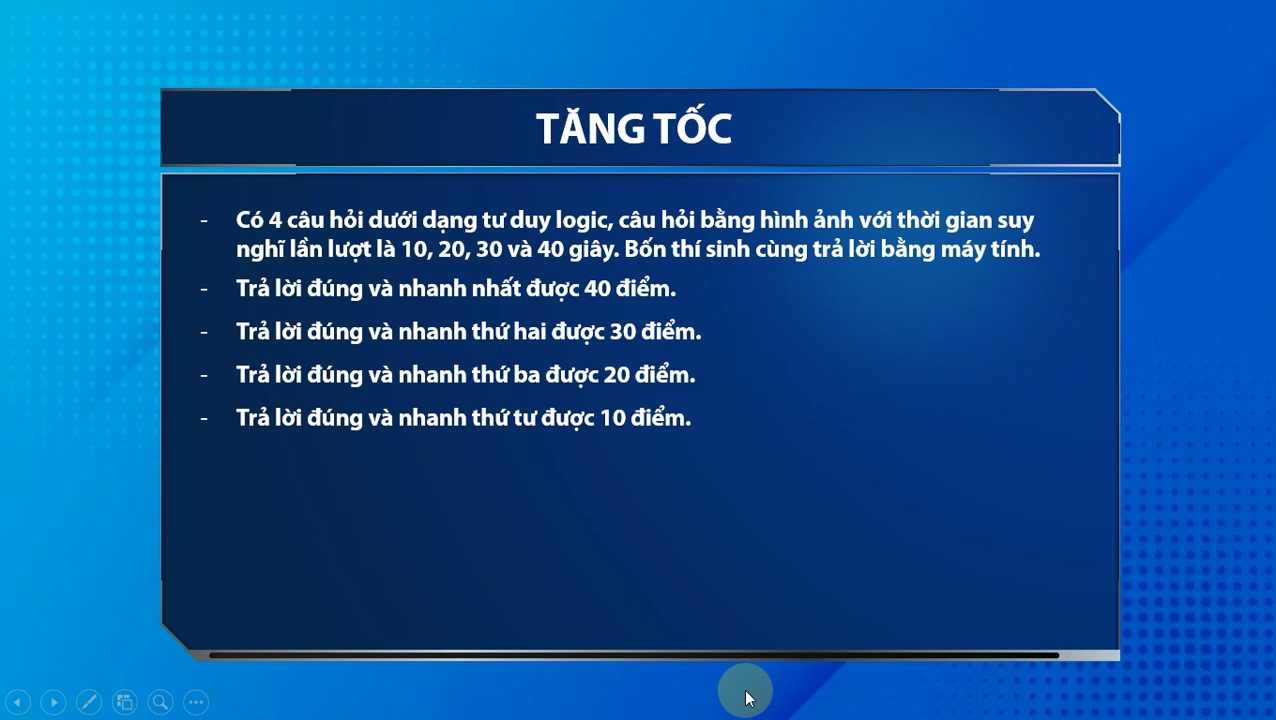 TĂNG TỐC
- Có 4 câu hỏi dưới dạng tư duy logic, câu hỏi bằng hình ảnh với thời gian suy
nghĩ lần lượt là 10, 20, 30 và 40 giây. Bốn thí sinh cùng trả lời bằng máy tính.
- Trả lời đúng và nhanh nhất được 40 điểm.
- Trả lời đúng và nhanh thứ hai được 30 điểm.
- Trả lời đúng và nhanh thứ ba được 20 điểm.
- Trả lời đúng và nhanh thứ tư được 10 điểm.